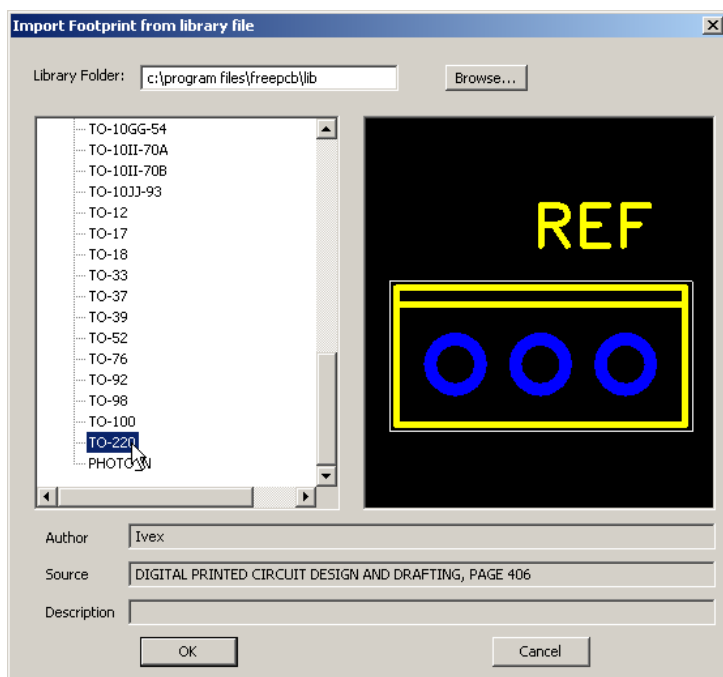 Import Footprint from library file
Library Folder: c:\program files\freepcb\lib Browse...
TO-10GG-54
TO-10II-70A
TO-10II-70B
TO-10JJ-93
TO-12
TO-17
TO-18
TO-33
TO-37
TO-39
TO-52
TO-76
TO-92
TO-98
TO-100
TO-220
REF
Author Ivex
Source DIGITAL PRINTED CIRCUIT DESIGN AND DRAFTING, PAGE 406
Description
OK Cancel